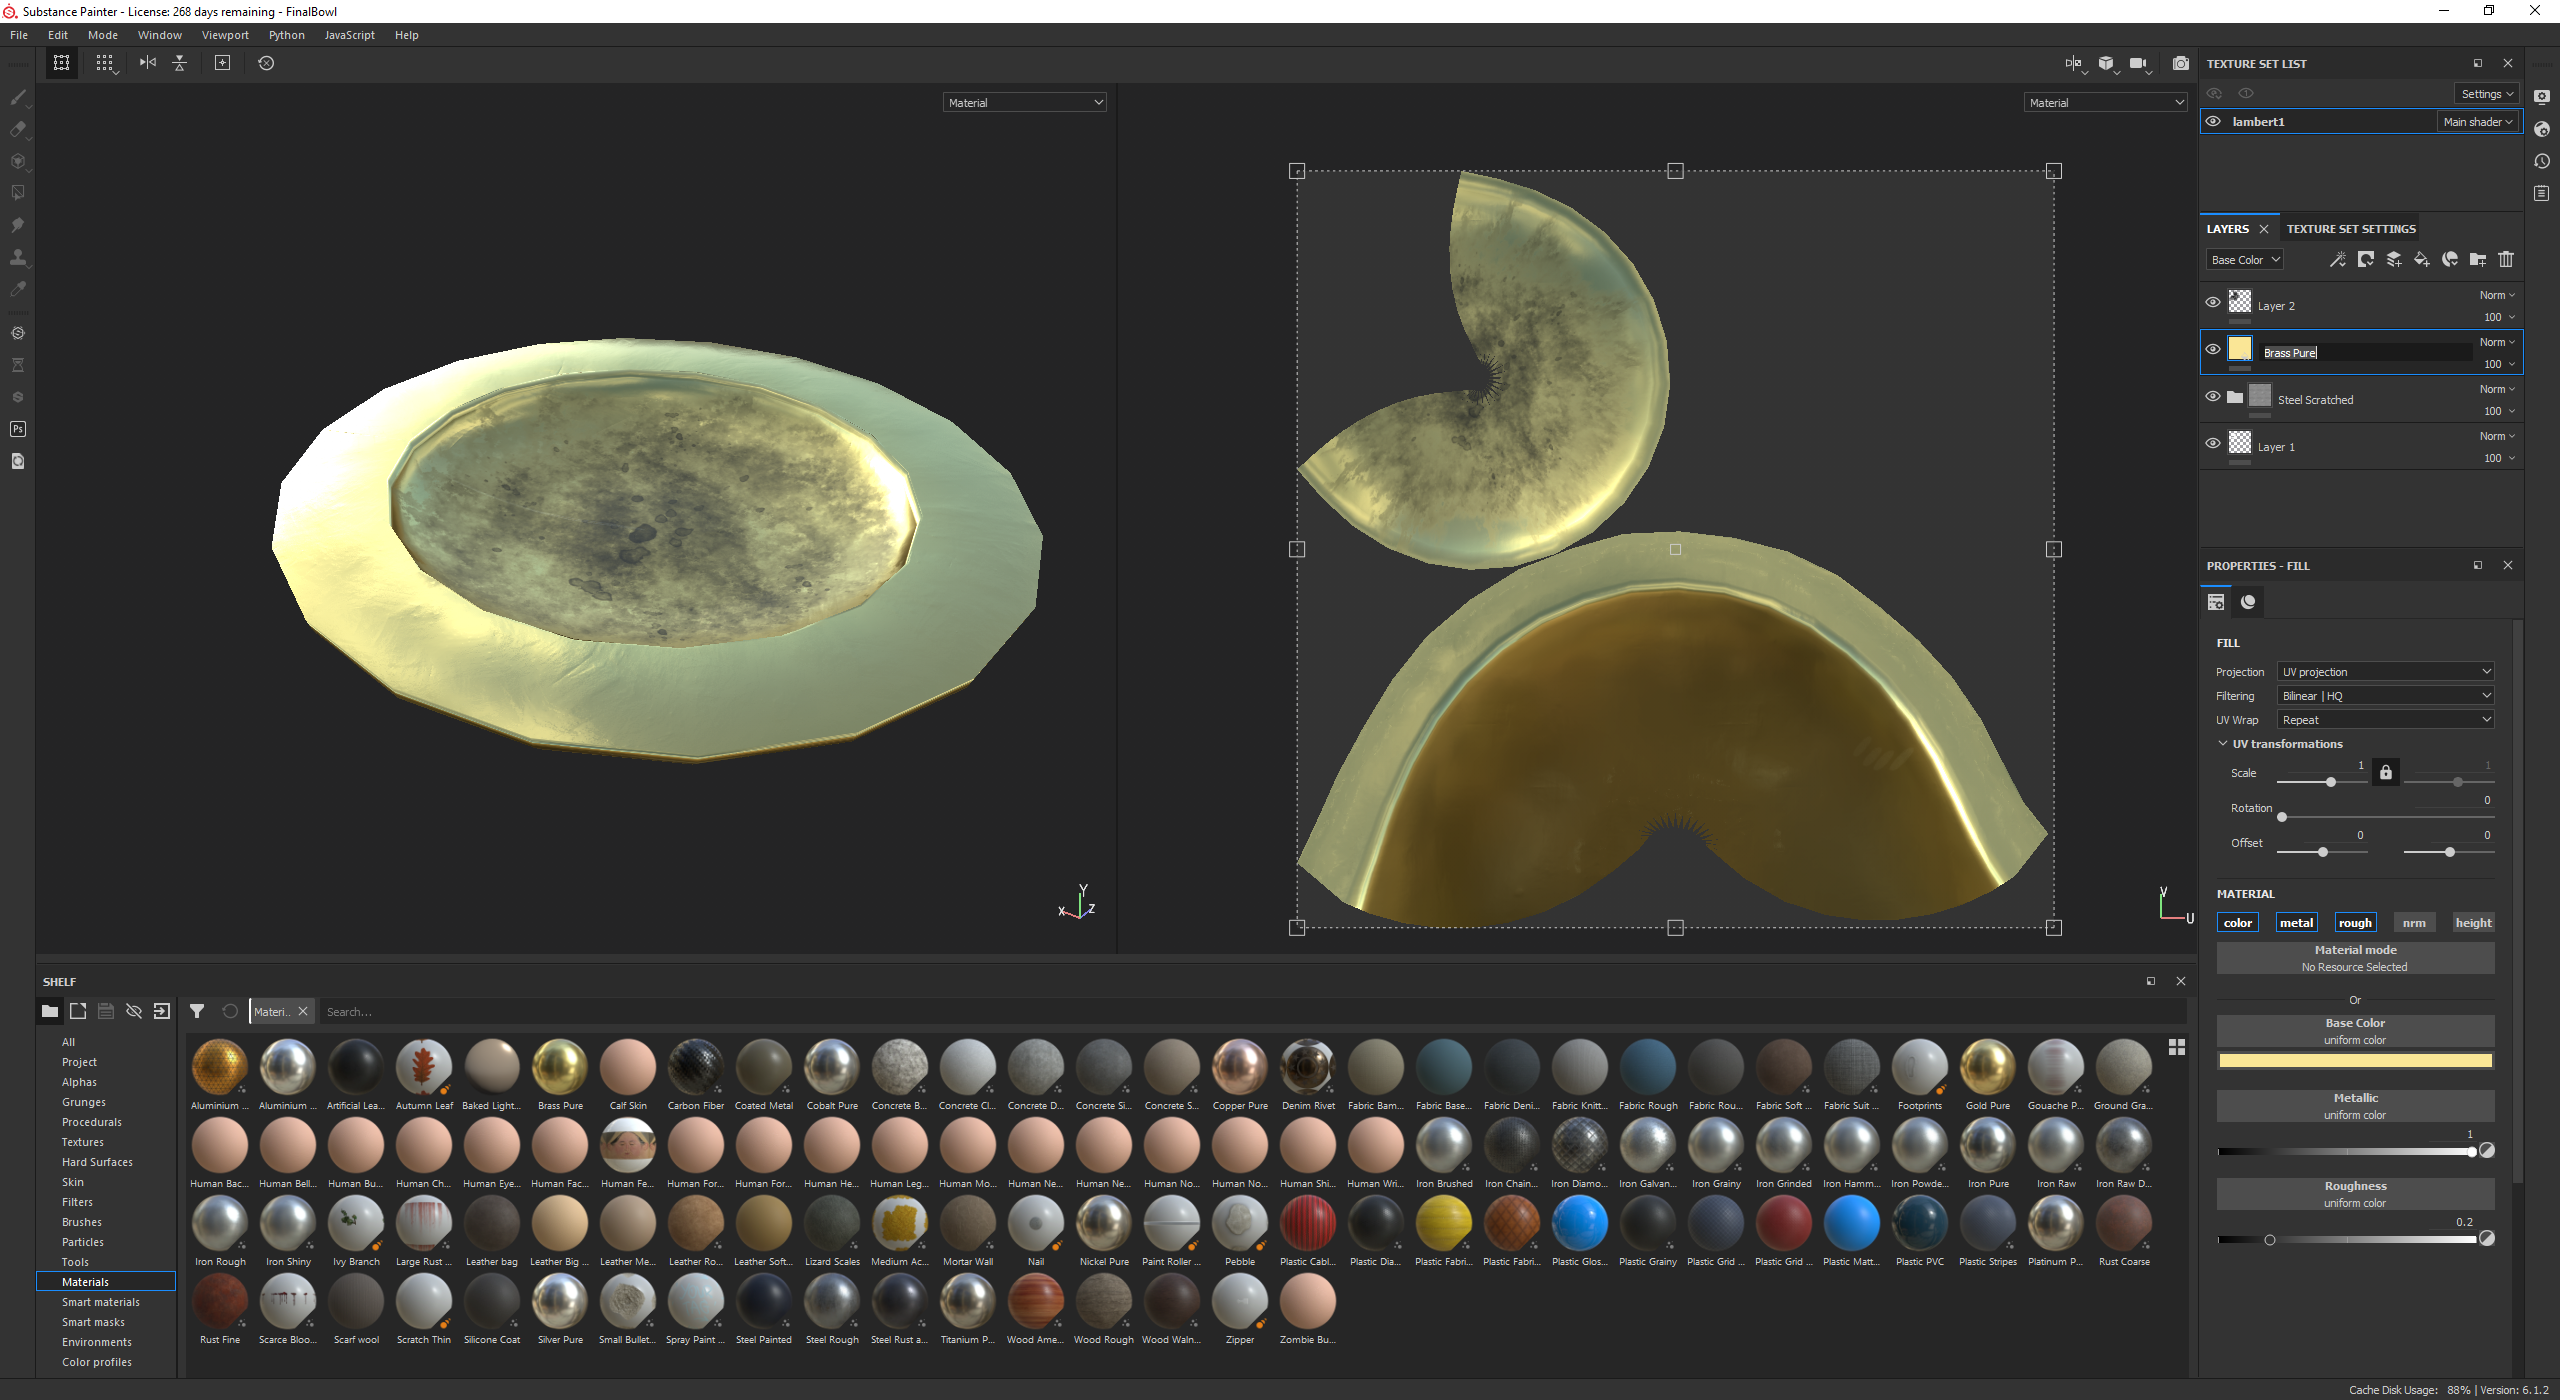 Substance Painter - License: 268 days remaining - FinalBowl
File Edit Mode Window Viewport Python JavaScript Help
Material
Material
Y
X Z
V
U
TEXTURE SET LIST
Settings
lambert1 Main shader
LAYERS TEXTURE SET SETTINGS
Base Color
Layer 2 Norm 100
Brass Pure Norm 100
Steel Scratched Norm 100
Layer 1 Norm 100
PROPERTIES - FILL
FILL
Projection UV projection
Filtering Bilinear | HQ
UV Wrap Repeat
UV transformations
Scale 1 1
Rotation 0
Offset 0 0
MATERIAL
color metal rough nrm height
Material mode
No Resource Selected
Or
Base Color
uniform color
Metallic
uniform color
1
Roughness
uniform color
0.2
Ps
SHELF
Materi.. Search...
All
Project
Alphas
Grunges
Procedurals
Textures
Hard Surfaces
Skin
Filters
Brushes
Particles
Tools
Materials
Smart materials
Smart masks
Environments
Color profiles
Aluminium ... Aluminium ... Artificial Lea... Autumn Leaf Baked Light... Brass Pure Calf Skin Carbon Fiber Coated Metal Cobalt Pure Concrete B... Concrete Cl... Concrete D... Concrete Si... Concrete S... Copper Pure Denim Rivet Fabric Bam... Fabric Base... Fabric Deni... Fabric Knitt... Fabric Rough Fabric Rou... Fabric Soft ... Fabric Suit ... Footprints Gold Pure Gouache P... Ground Gra...
Human Bac... Human Bell... Human Bu... Human Ch... Human Eye... Human Fac... Human Fe... Human For... Human For... Human He... Human Leg... Human Mo... Human Ne... Human Ne... Human No... Human No... Human Shi... Human Wri... Iron Brushed Iron Chain... Iron Diamo... Iron Galvan... Iron Grainy Iron Grinded Iron Hamm... Iron Powde... Iron Pure Iron Raw Iron Raw D...
Iron Rough Iron Shiny Ivy Branch Large Rust ... Leather bag Leather Big ... Leather Me... Leather Ro... Leather Soft... Lizard Scales Medium Ac... Mortar Wall Nail Nickel Pure Paint Roller ... Pebble Plastic Cabl... Plastic Dia... Plastic Fabri... Plastic Fabri... Plastic Glos... Plastic Grainy Plastic Grid ... Plastic Grid ... Plastic Matt... Plastic PVC Plastic Stripes Platinum P... Rust Coarse
Rust Fine Scarce Bloo... Scarf wool Scratch Thin Silicone Coat Silver Pure Small Bullet... Spray Paint ... Steel Painted Steel Rough Steel Rust a... Titanium P... Wood Ame... Wood Rough Wood Waln... Zipper Zombie Bu...
Cache Disk Usage: 88% | Version: 6.1.2